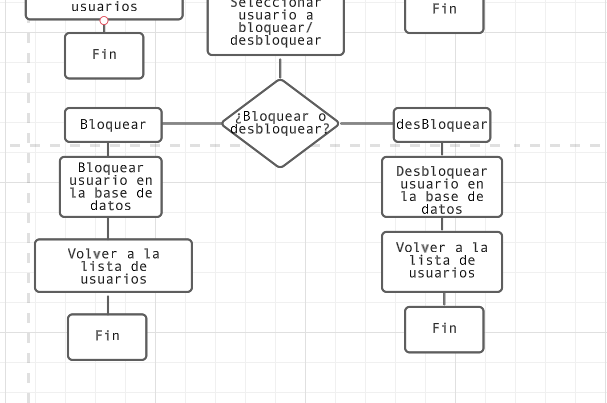 usuarios
Fin
Seleccionar
usuario a
bloquear/
desbloquear
Fin
¿Bloquear o
desbloquear?
Bloquear
desBloquear
Bloquear
usuario en
la base de
datos
Desbloquear
usuario en
la base de
datos
Volver a la
lista de
usuarios
Volver a la
lista de
usuarios
Fin
Fin